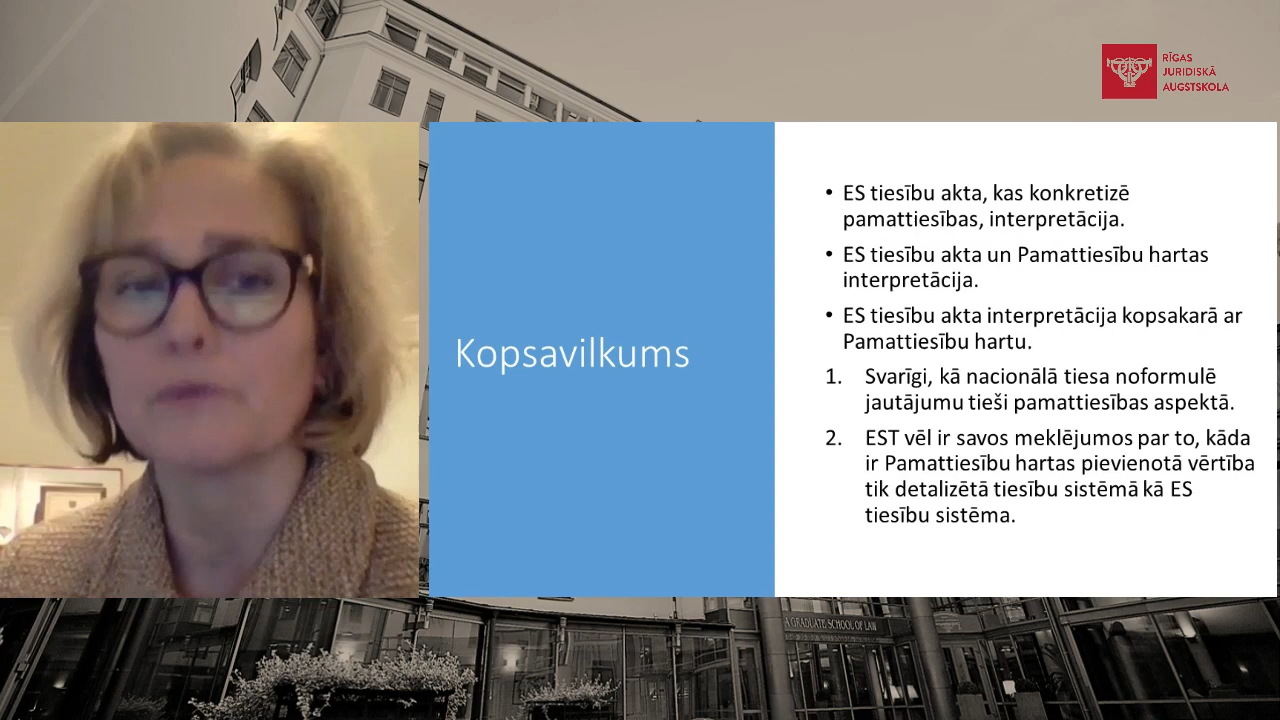 RĪGAS
JURIDISKĀ
AUGSTSKOLA
Kopsavilkums
• ES tiesību akta, kas konkretizē
pamattiesības, interpretācija.
• ES tiesību akta un Pamattiesību hartas
interpretācija.
• ES tiesību akta interpretācija kopsakarā ar
Pamattiesību hartu.
1. Svarīgi, kā nacionālā tiesa noformulē
jautājumu tieši pamattiesības aspektā.
2. EST vēl ir savos meklējumos par to, kāda
ir Pamattiesību hartas pievienotā vērtība
tik detalizētā tiesību sistēmā kā ES
tiesību sistēma.
A GRADUATE SCHOOL OF LAW